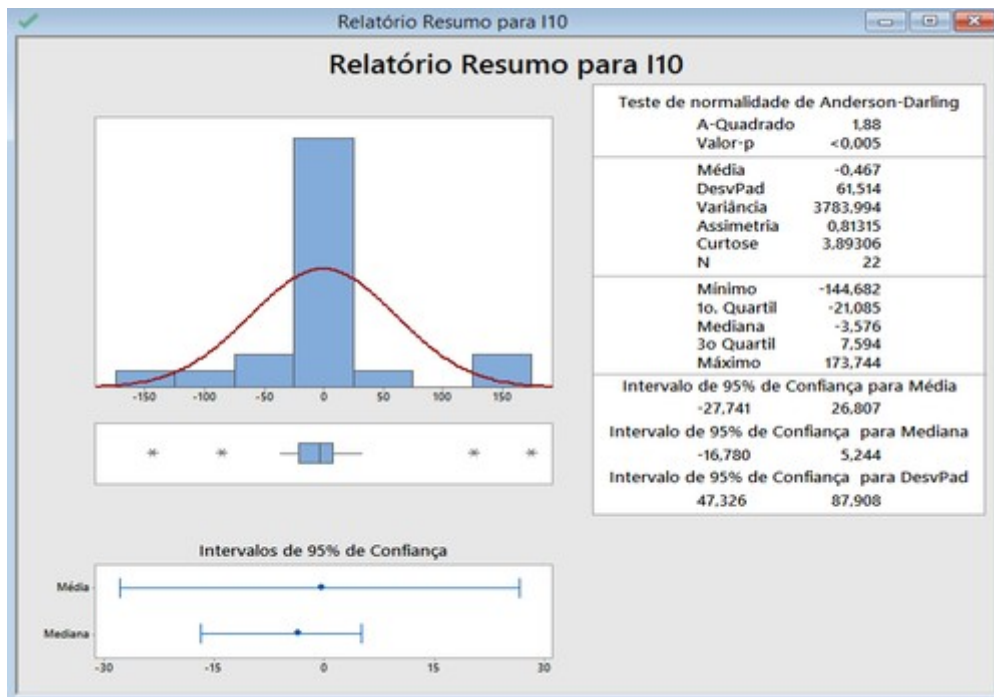 Relatório Resumo para I10
Relatório Resumo para I10
-150 -100 -50 0 50 100 150
Teste de normalidade de Anderson-Darling
A-Quadrado 1,88
Valor-p <0,005
Média -0,467
DesvPad 61,514
Variância 3783,994
Assimetria 0,81315
Curtose 3,89306
N 22
Mínimo -144,682
1o. Quartil -21,085
Mediana -3,576
3o Quartil 7,594
Máximo 173,744
Intervalo de 95% de Confiança para Média
-27,741 26,807
Intervalo de 95% de Confiança para Mediana
-16,780 5,244
Intervalo de 95% de Confiança para DesvPad
47,326 87,908
Intervalos de 95% de Confiança
Média
Mediana
-30 -15 0 15 30